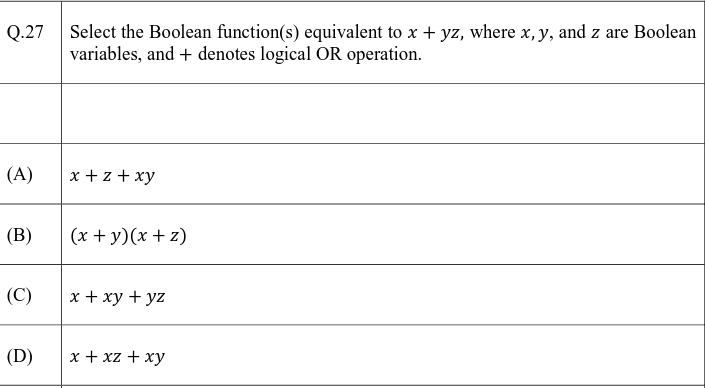 Q.27 Select the Boolean function(s) equivalent to x + yz, where x, y, and z are Boolean
variables, and + denotes logical OR operation.
(A) x + z + xy
(B) (x + y)(x + z)
(C) x + xy + yz
(D) x + xz + xy